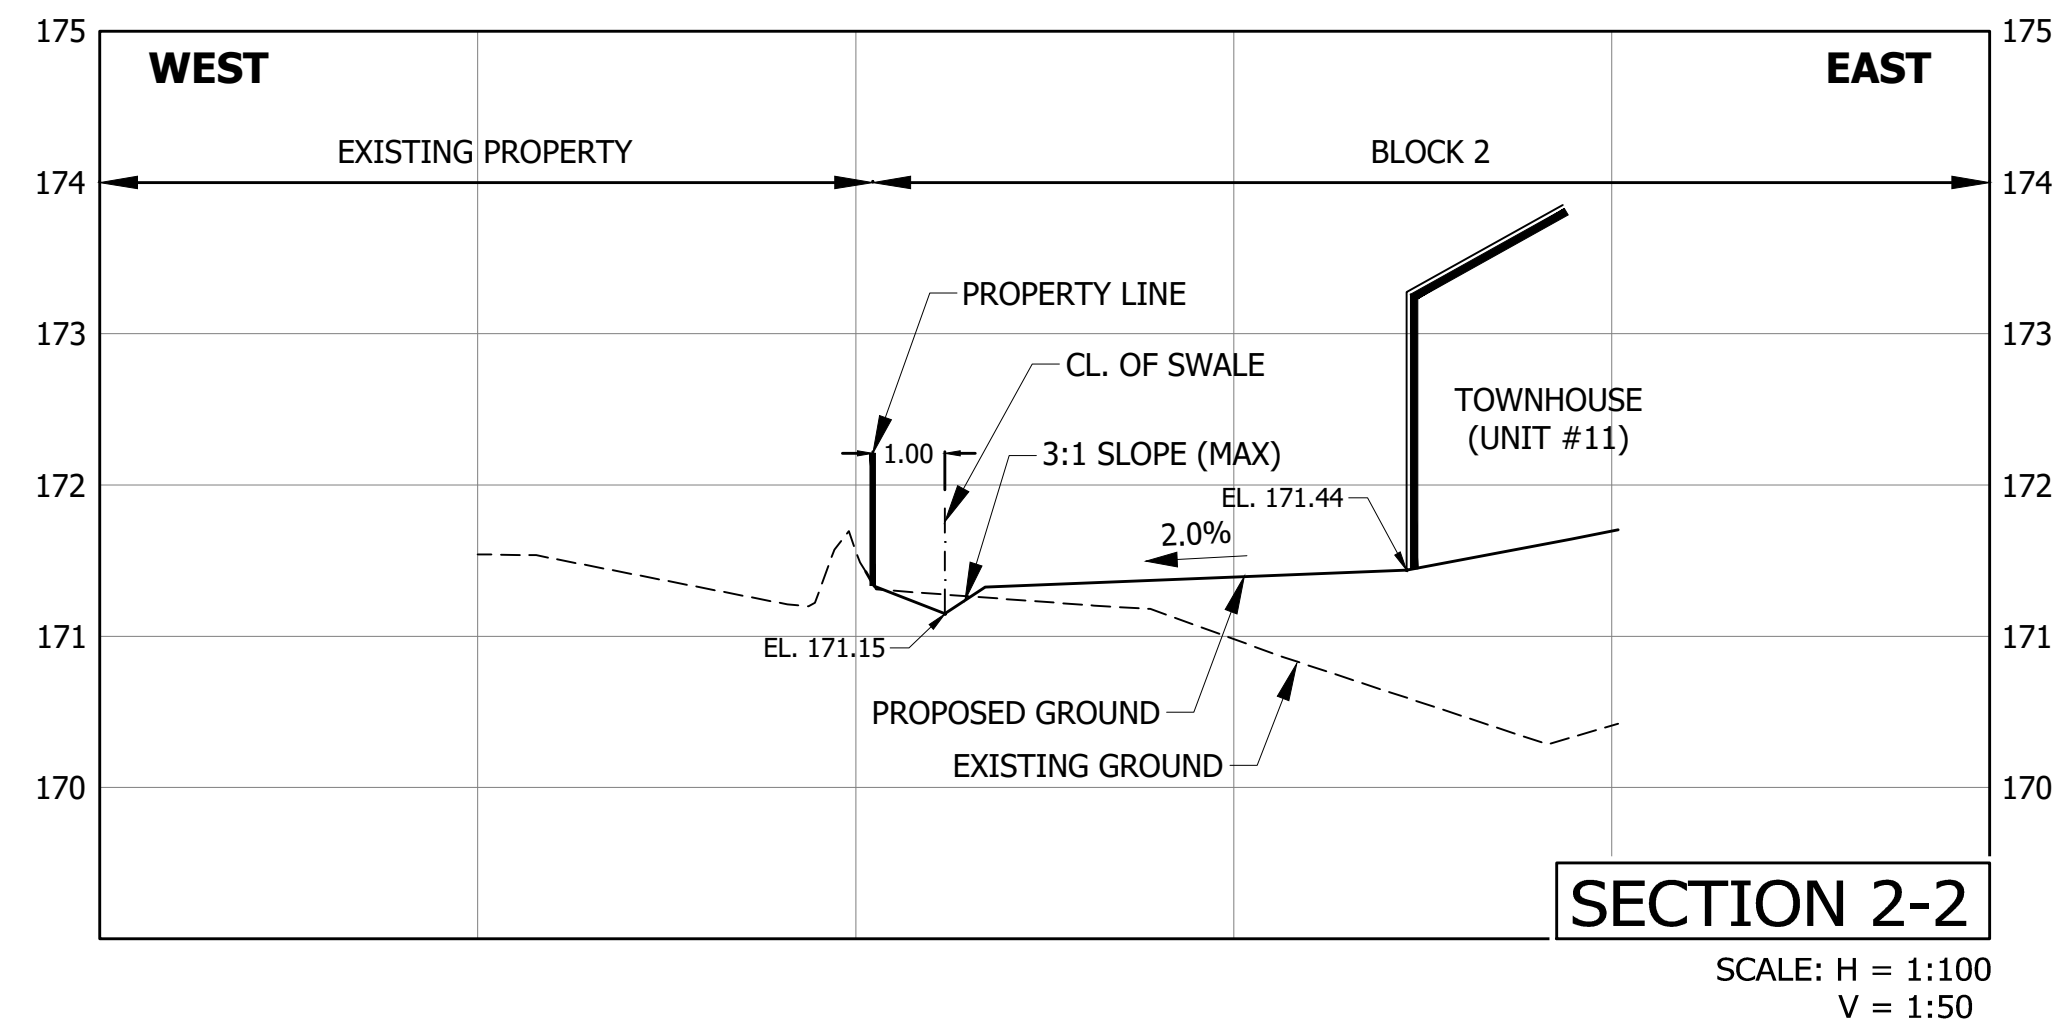 175
175
WEST
EAST
EXISTING PROPERTY
BLOCK 2
174
174
PROPERTY LINE
173
173
CL. OF SWALE
TOWNHOUSE
(UNIT #11)
1.00
3:1 SLOPE (MAX)
172
172
EL. 171.44
2.0%
171
171
EL. 171.15
PROPOSED GROUND
EXISTING GROUND
170
170
SECTION 2-2
SCALE: H = 1:100
V = 1:50